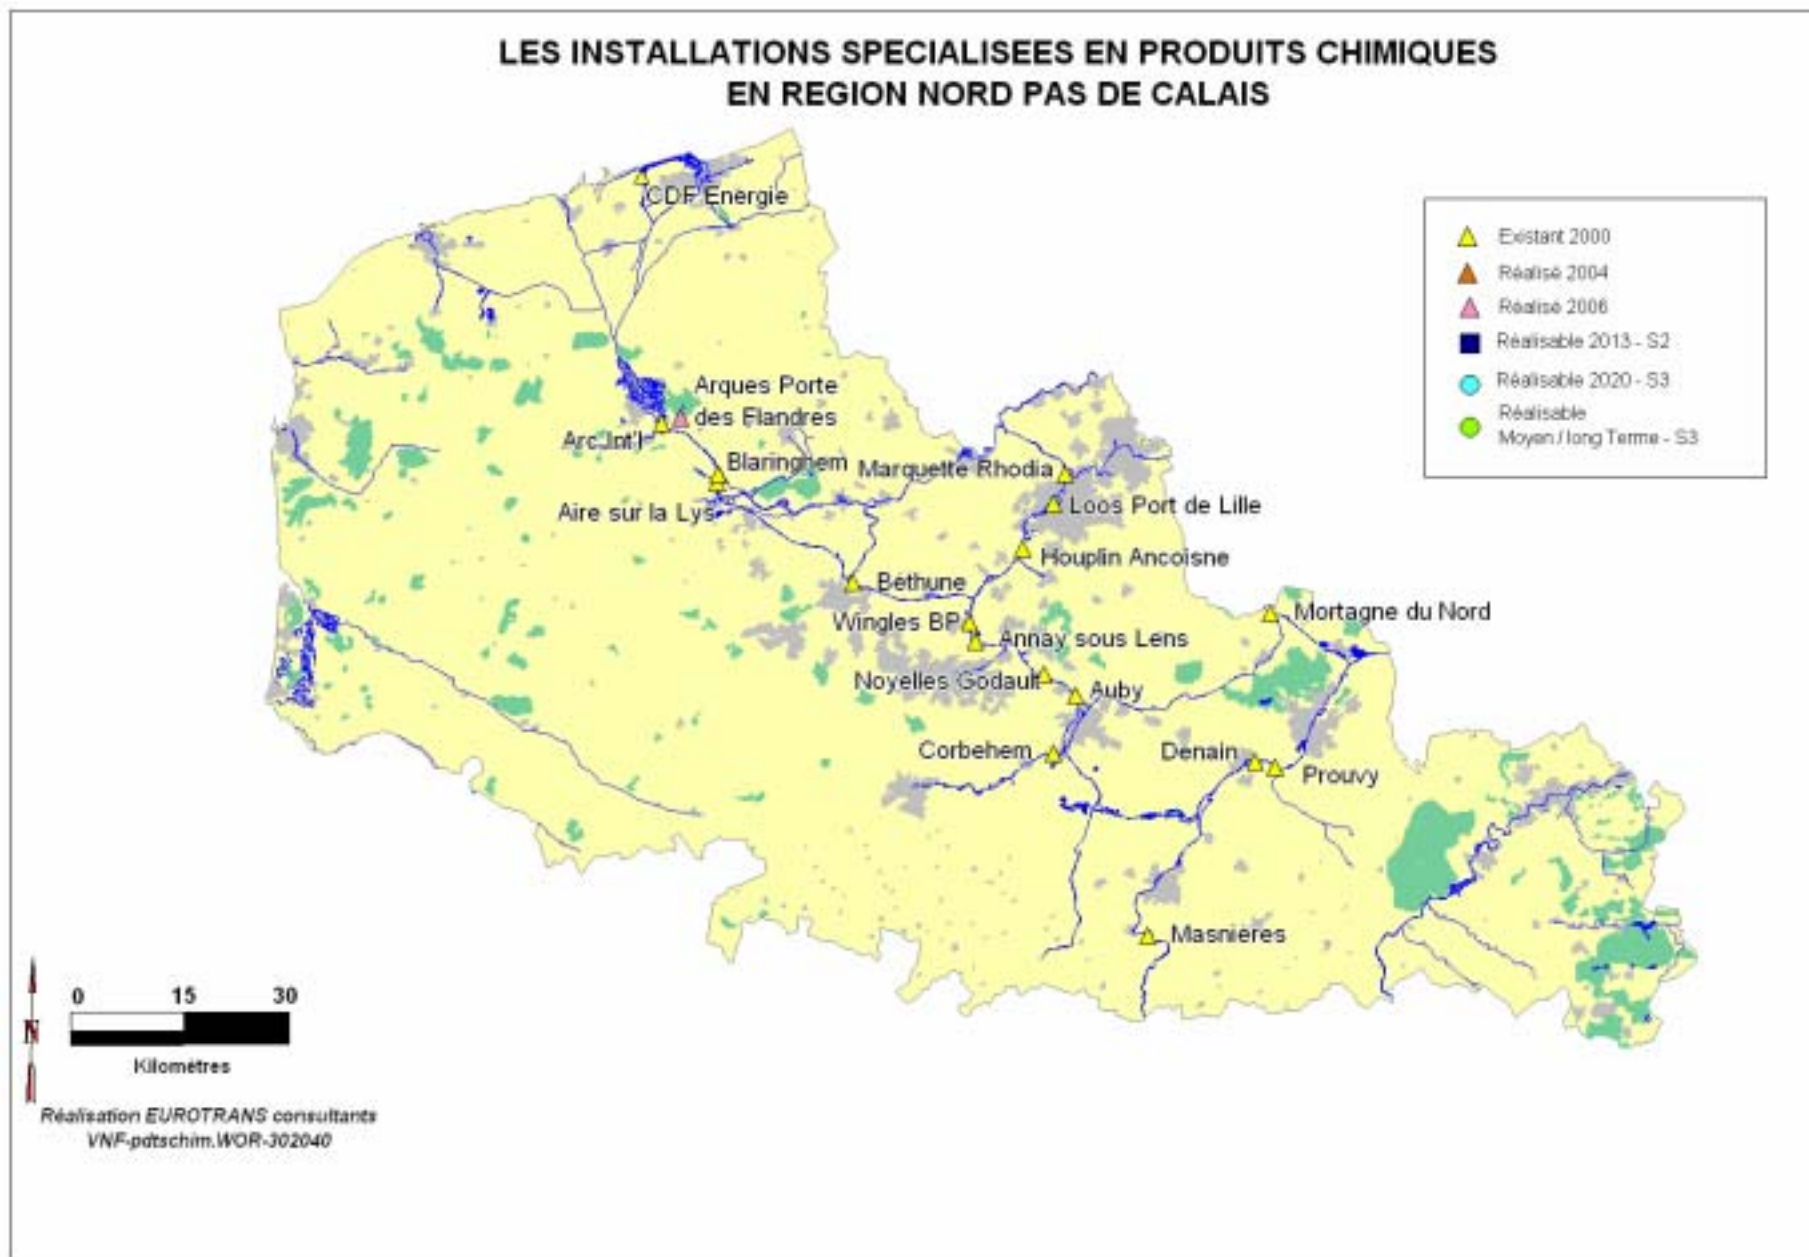 LES INSTALLATIONS SPECIALISEES EN PRODUITS CHIMIQUES
EN REGION NORD PAS DE CALAIS
CDF Energie
Existant 2000
Réalisé 2004
Réalisé 2006
Réalisable 2013 - S2
Réalisable 2020 - S3
Réalisable
Moyen / long Terme - S3
Arques Porte
des Flandres
Arc Int'l
Blaringhem
Marquette Rhodia
Aire sur la Lys
Loos Port de Lille
Houplin Ancoisne
Béthune
Wingles BP
Mortagne du Nord
Annay sous Lens
Noyelles Godault
Auby
Corbehem
Denain
Prouvy
Masnières
0 15 30
N
Kilomètres
Réalisation EUROTRANS consultants
VNF-pdtschim.WOR-302040